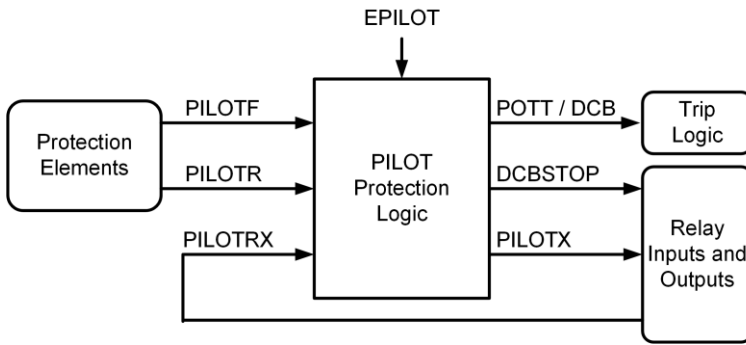 EPILOT
PILOTF
POTT / DCB
Trip
Logic
Protection
Elements
PILOT
Protection
Logic
PILOTR
DCBSTOP
PILOTRX
PILOTX
Relay
Inputs and
Outputs